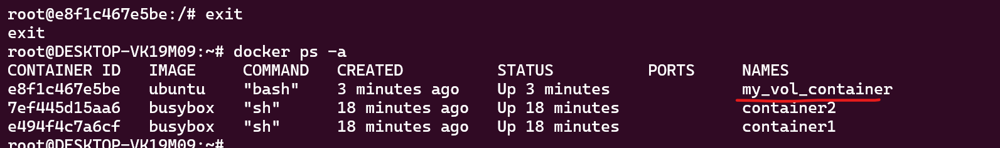 root@e8f1c467e5be:/# exit
exit
root@DESKTOP-VK19M09:~# docker ps -a
CONTAINER ID   IMAGE     COMMAND   CREATED          STATUS          PORTS     NAMES
e8f1c467e5be   ubuntu    "bash"    3 minutes ago    Up 3 minutes              my_vol_container
7ef445d15aa6   busybox   "sh"      18 minutes ago   Up 18 minutes             container2
e494f4c7a6cf   busybox   "sh"      18 minutes ago   Up 18 minutes             container1
root@DESKTOP-VK19M09:~#